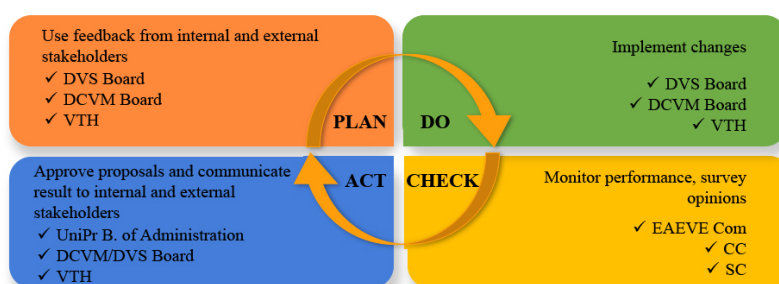 Use feedback from internal and external
stakeholders
✓ DVS Board
✓ DCVM Board
✓ VTH
PLAN
Implement changes
✓ DVS Board
✓ DCVM Board
✓ VTH
DO
Approve proposals and communicate
result to internal and external
stakeholders
✓ UniPr B. of Administration
✓ DCVM/DVS Board
✓ VTH
ACT
CHECK
Monitor performance, survey
opinions
✓ EAEVE Com
✓ CC
✓ SC